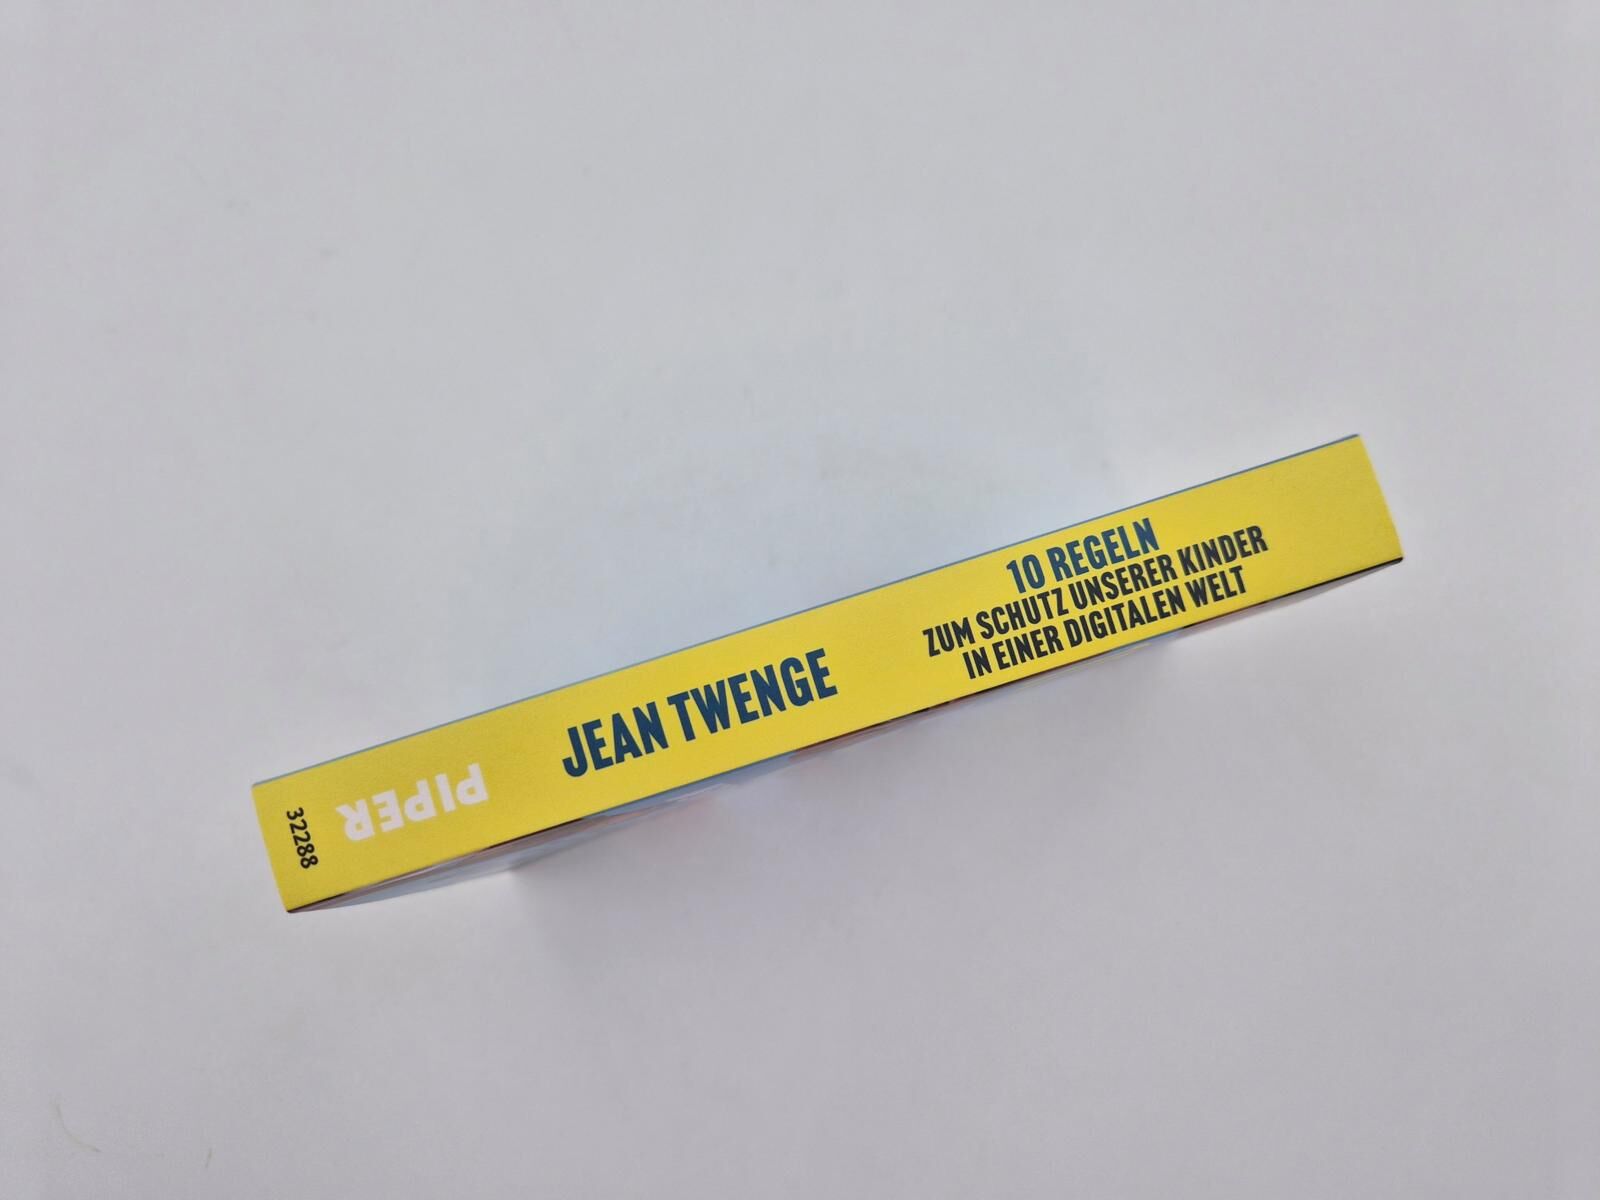 10 REGELN
ZUM SCHUTZ UNSERER KINDER
IN EINER DIGITALEN WELT
JEAN TWENGE
PIPER
32288